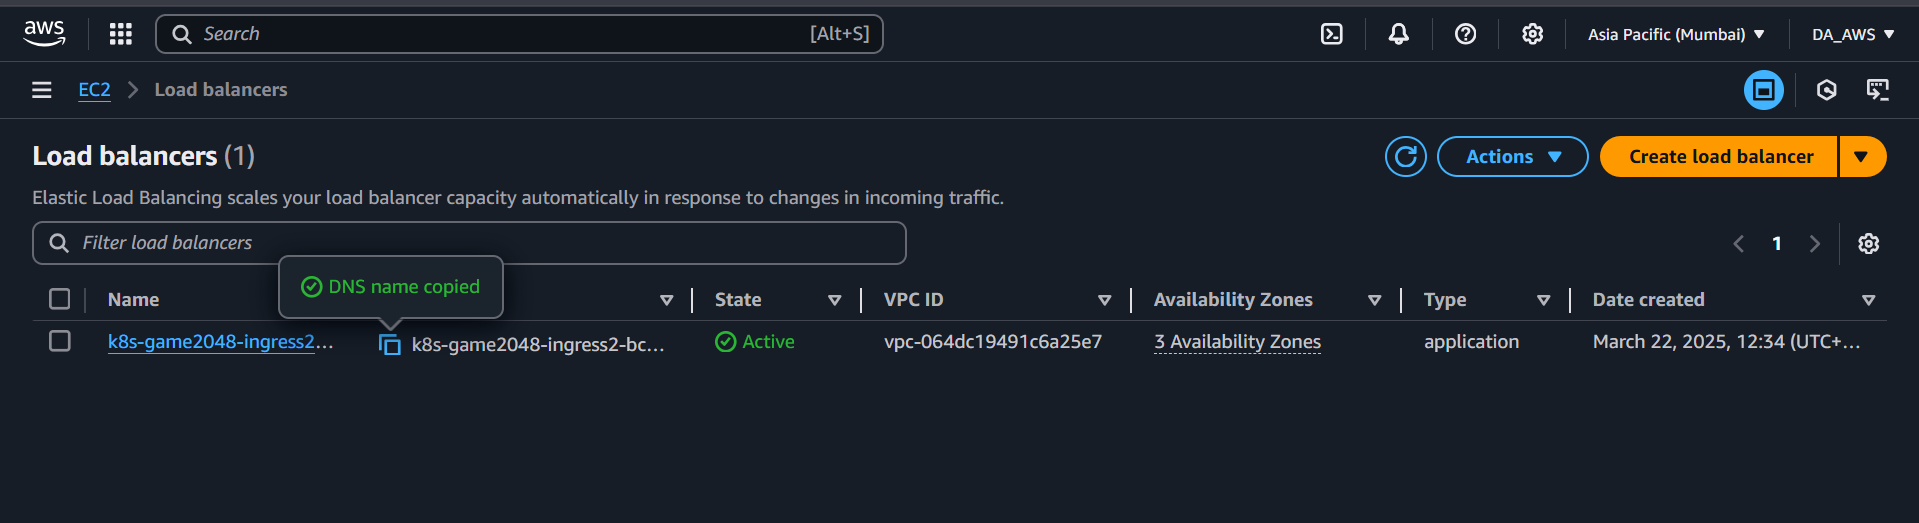 aws Search [Alt+S] Asia Pacific (Mumbai) DA_AWS
EC2 Load balancers
Load balancers (1) Actions Create load balancer
Elastic Load Balancing scales your load balancer capacity automatically in response to changes in incoming traffic.
Filter load balancers 1
DNS name copied
Name State VPC ID Availability Zones Type Date created
k8s-game2048-ingress2... k8s-game2048-ingress2-bc... Active vpc-064dc19491c6a25e7 3 Availability Zones application March 22, 2025, 12:34 (UTC+...